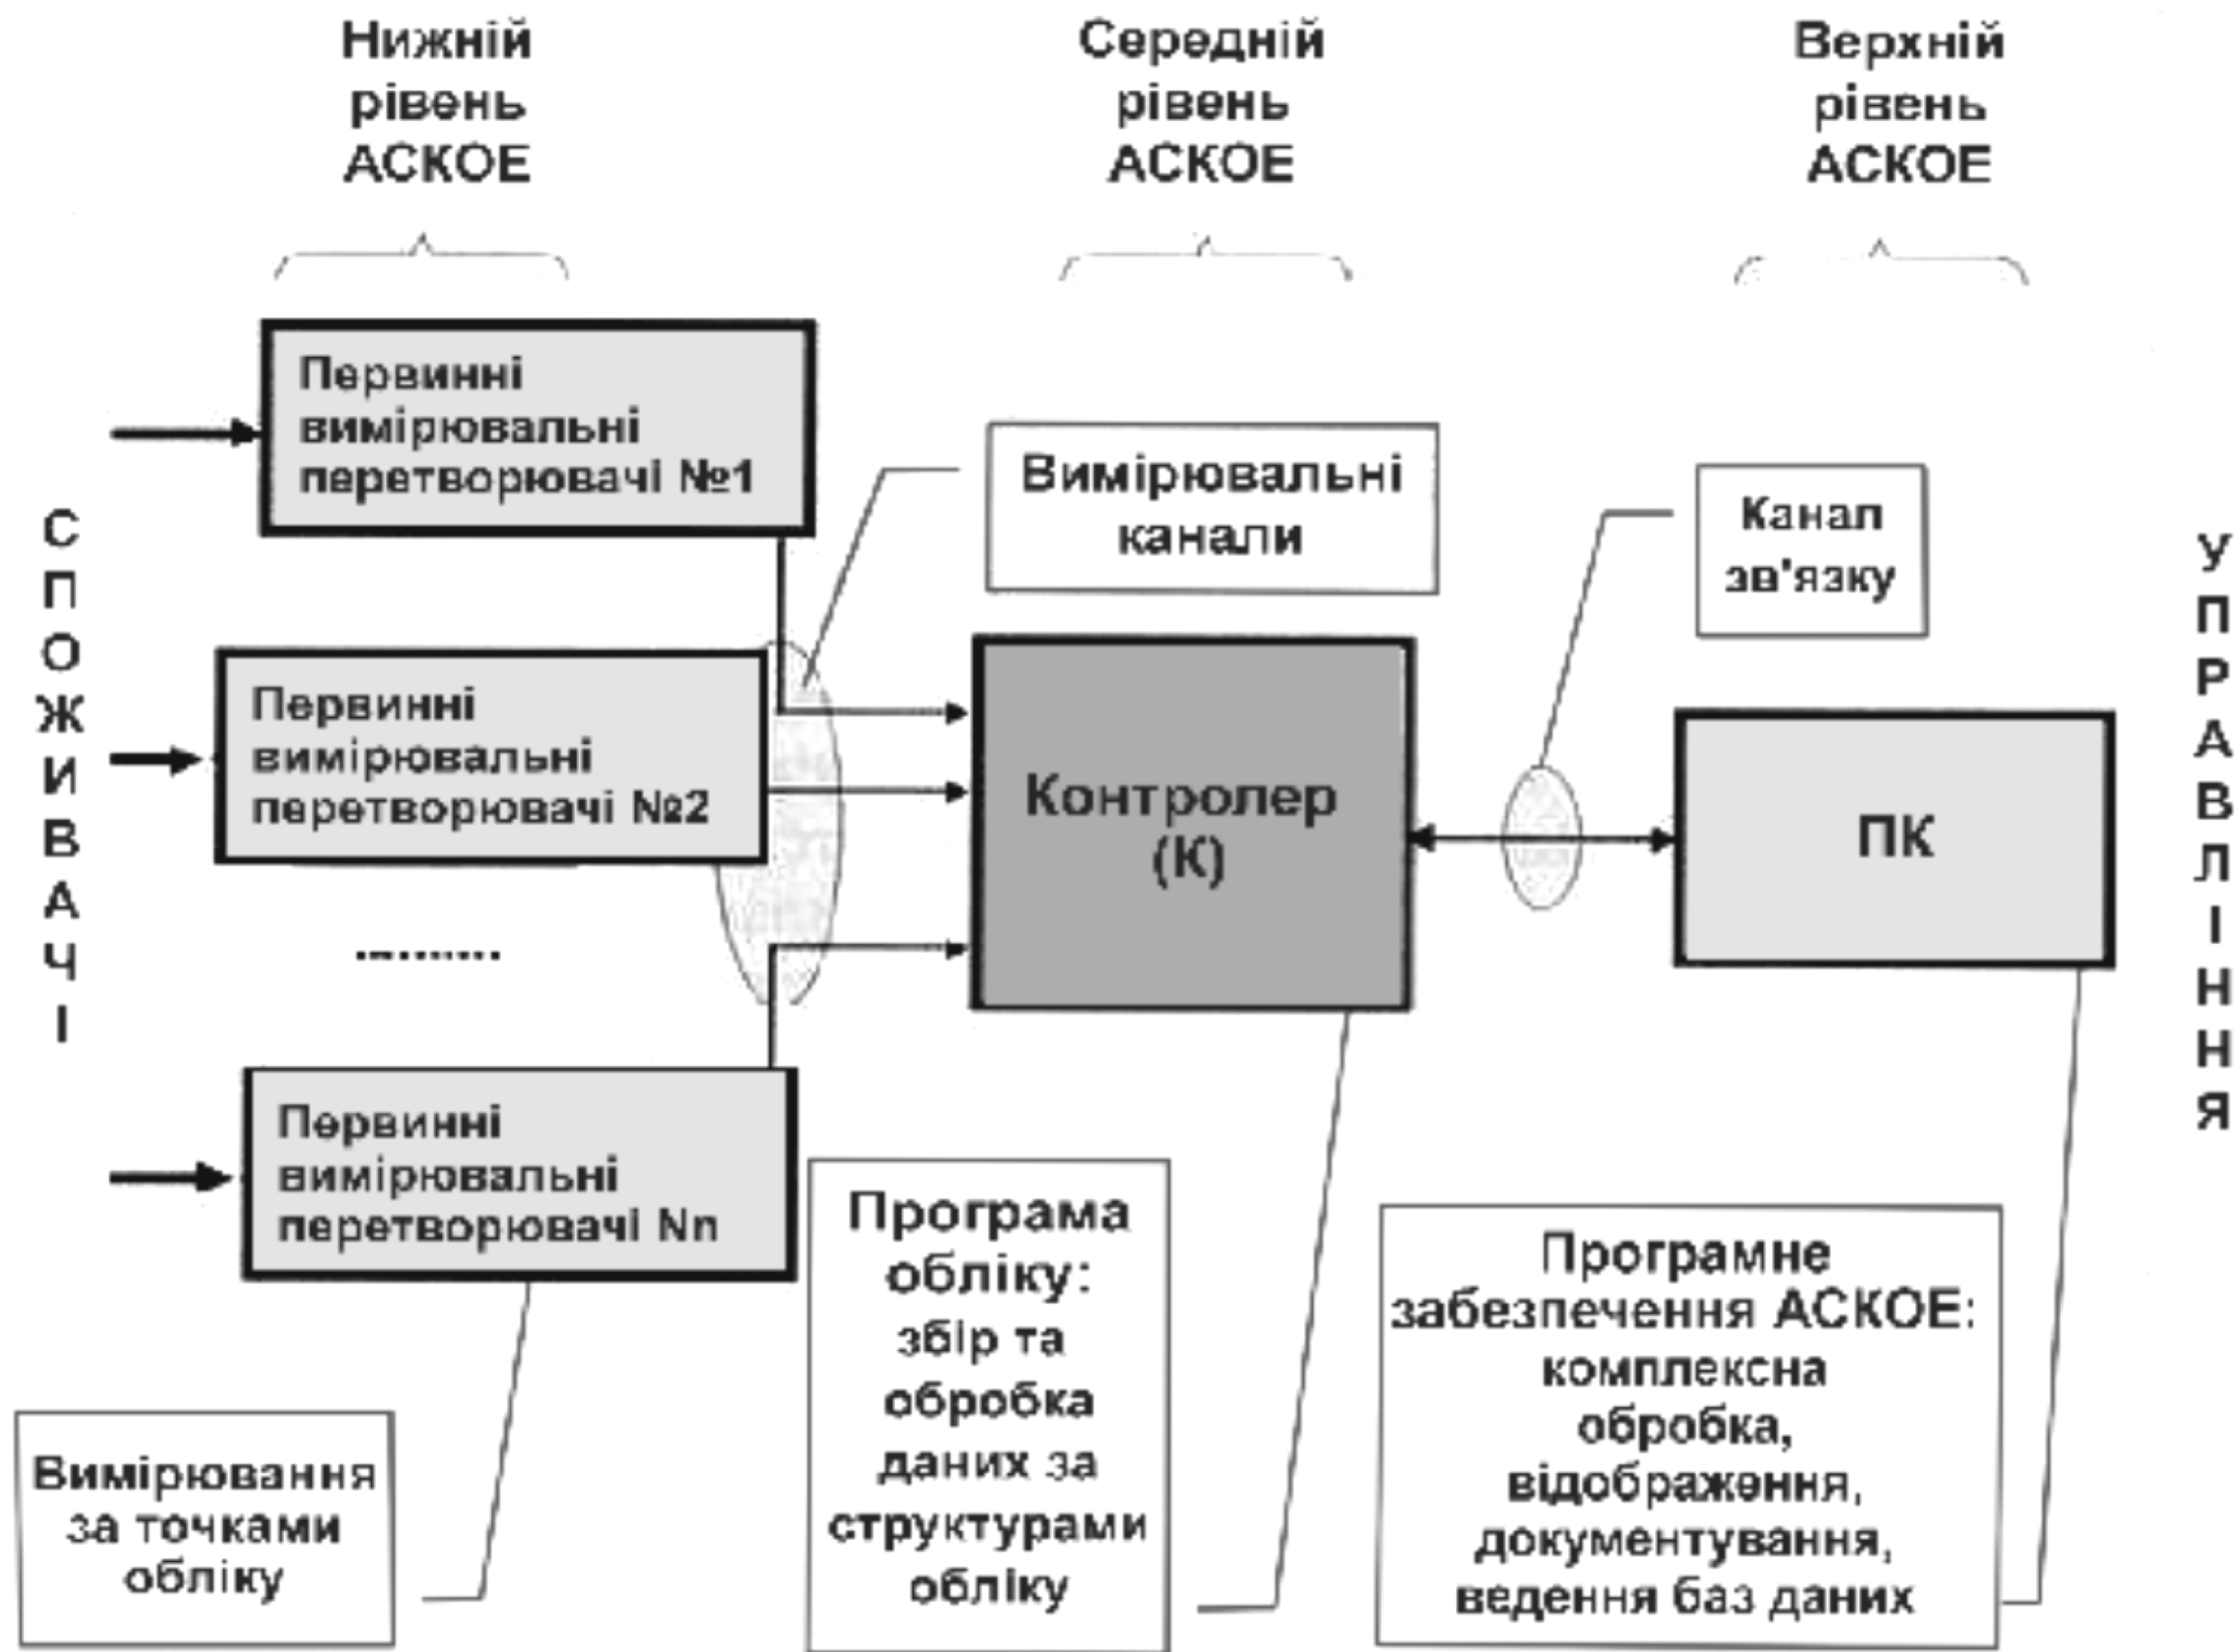 Нижній
рівень
АСКОЕ
Середній
рівень
АСКОЕ
Верхній
рівень
АСКОЕ
СПОЖИВАЧІ
Первинні
вимірювальні
перетворювачі №1
Первинні
вимірювальні
перетворювачі №2
..........
Первинні
вимірювальні
перетворювачі Nn
Вимірювальні
канали
Контролер
(К)
Канал
зв'язку
ПК
УПРАВЛІННЯ
Вимірювання
за точками
обліку
Програма
обліку:
збір та
обробка
даних за
структурами
обліку
Програмне
забезпечення АСКОЕ:
комплексна
обробка,
відображення,
документування,
ведення баз даних